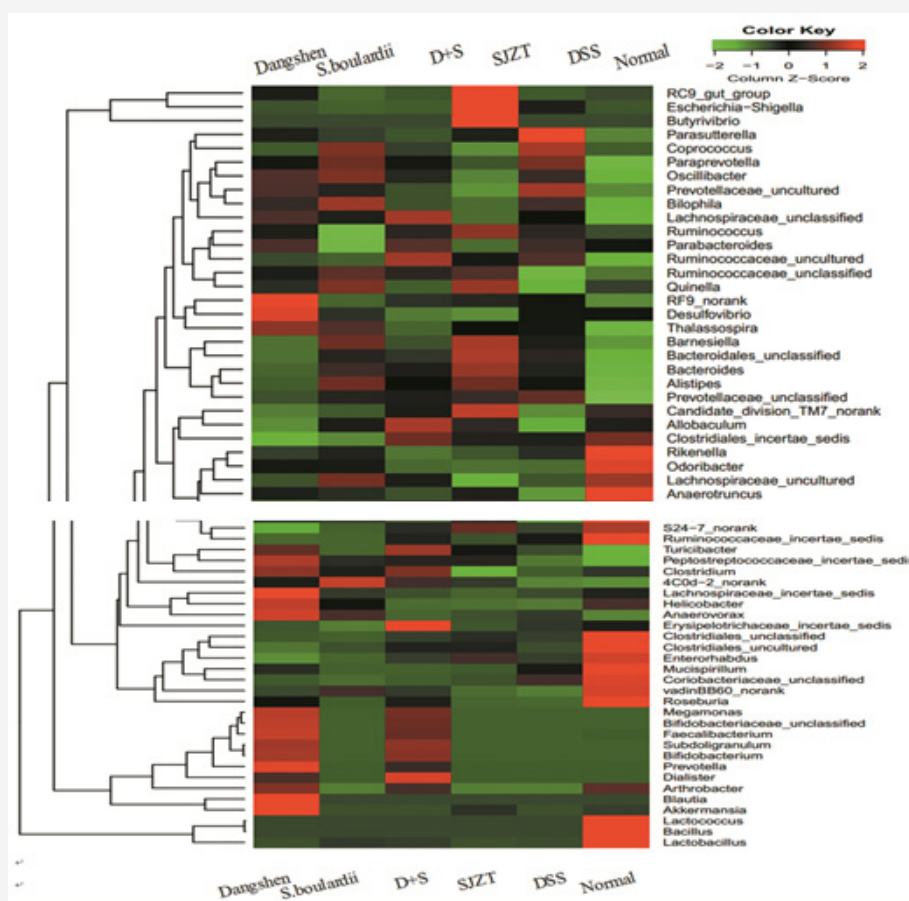 Color Key
−2 −1 0 1 2
Column Z-Score
Dangshen S.boulardii D+S SJZT DSS Normal
RC9_gut_group
Escherichia-Shigella
Butyrivibrio
Parasutterella
Coprococcus
Paraprevotella
Oscillibacter
Prevotellaceae_uncultured
Bilophila
Lachnospiraceae_unclassified
Ruminococcus
Parabacteroides
Ruminococcaceae_uncultured
Ruminococcaceae_unclassified
Quinella
RF9_norank
Desulfovibrio
Thalassospira
Barnesiella
Bacteroidales_unclassified
Bacteroides
Alistipes
Prevotellaceae_unclassified
Candidate_division_TM7_norank
Allobaculum
Clostridiales_incertae_sedis
Rikenella
Odoribacter
Lachnospiraceae_uncultured
Anaerotruncus
S24-7_norank
Ruminococcaceae_incertae_sedis
Turicibacter
Peptostreptococcaceae_incertae_sedis
Clostridium
4C0d-2_norank
Lachnospiraceae_incertae_sedis
Helicobacter
Anaerovorax
Erysipelotrichaceae_incertae_sedis
Clostridiales_unclassified
Clostridiales_uncultured
Enterorhabdus
Mucispirillum
Coriobacteriaceae_unclassified
vadinBB60_norank
Roseburia
Megamonas
Bifidobacteriaceae_unclassified
Faecalibacterium
Subdoligranulum
Bifidobacterium
Prevotella
Dialister
Arthrobacter
Blautia
Akkermansia
Lactococcus
Bacillus
Lactobacillus
Dangshen S.boulardii D+S SJZT DSS Normal